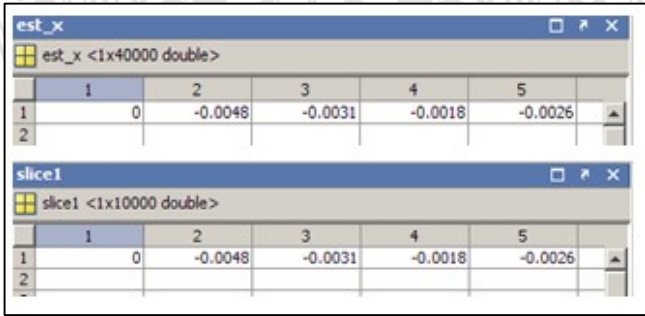 est_x
est_x <1x40000 double>
1 2 3 4 5
1 0 -0.0048 -0.0031 -0.0018 -0.0026
2
slice1
slice1 <1x10000 double>
1 2 3 4 5
1 0 -0.0048 -0.0031 -0.0018 -0.0026
2